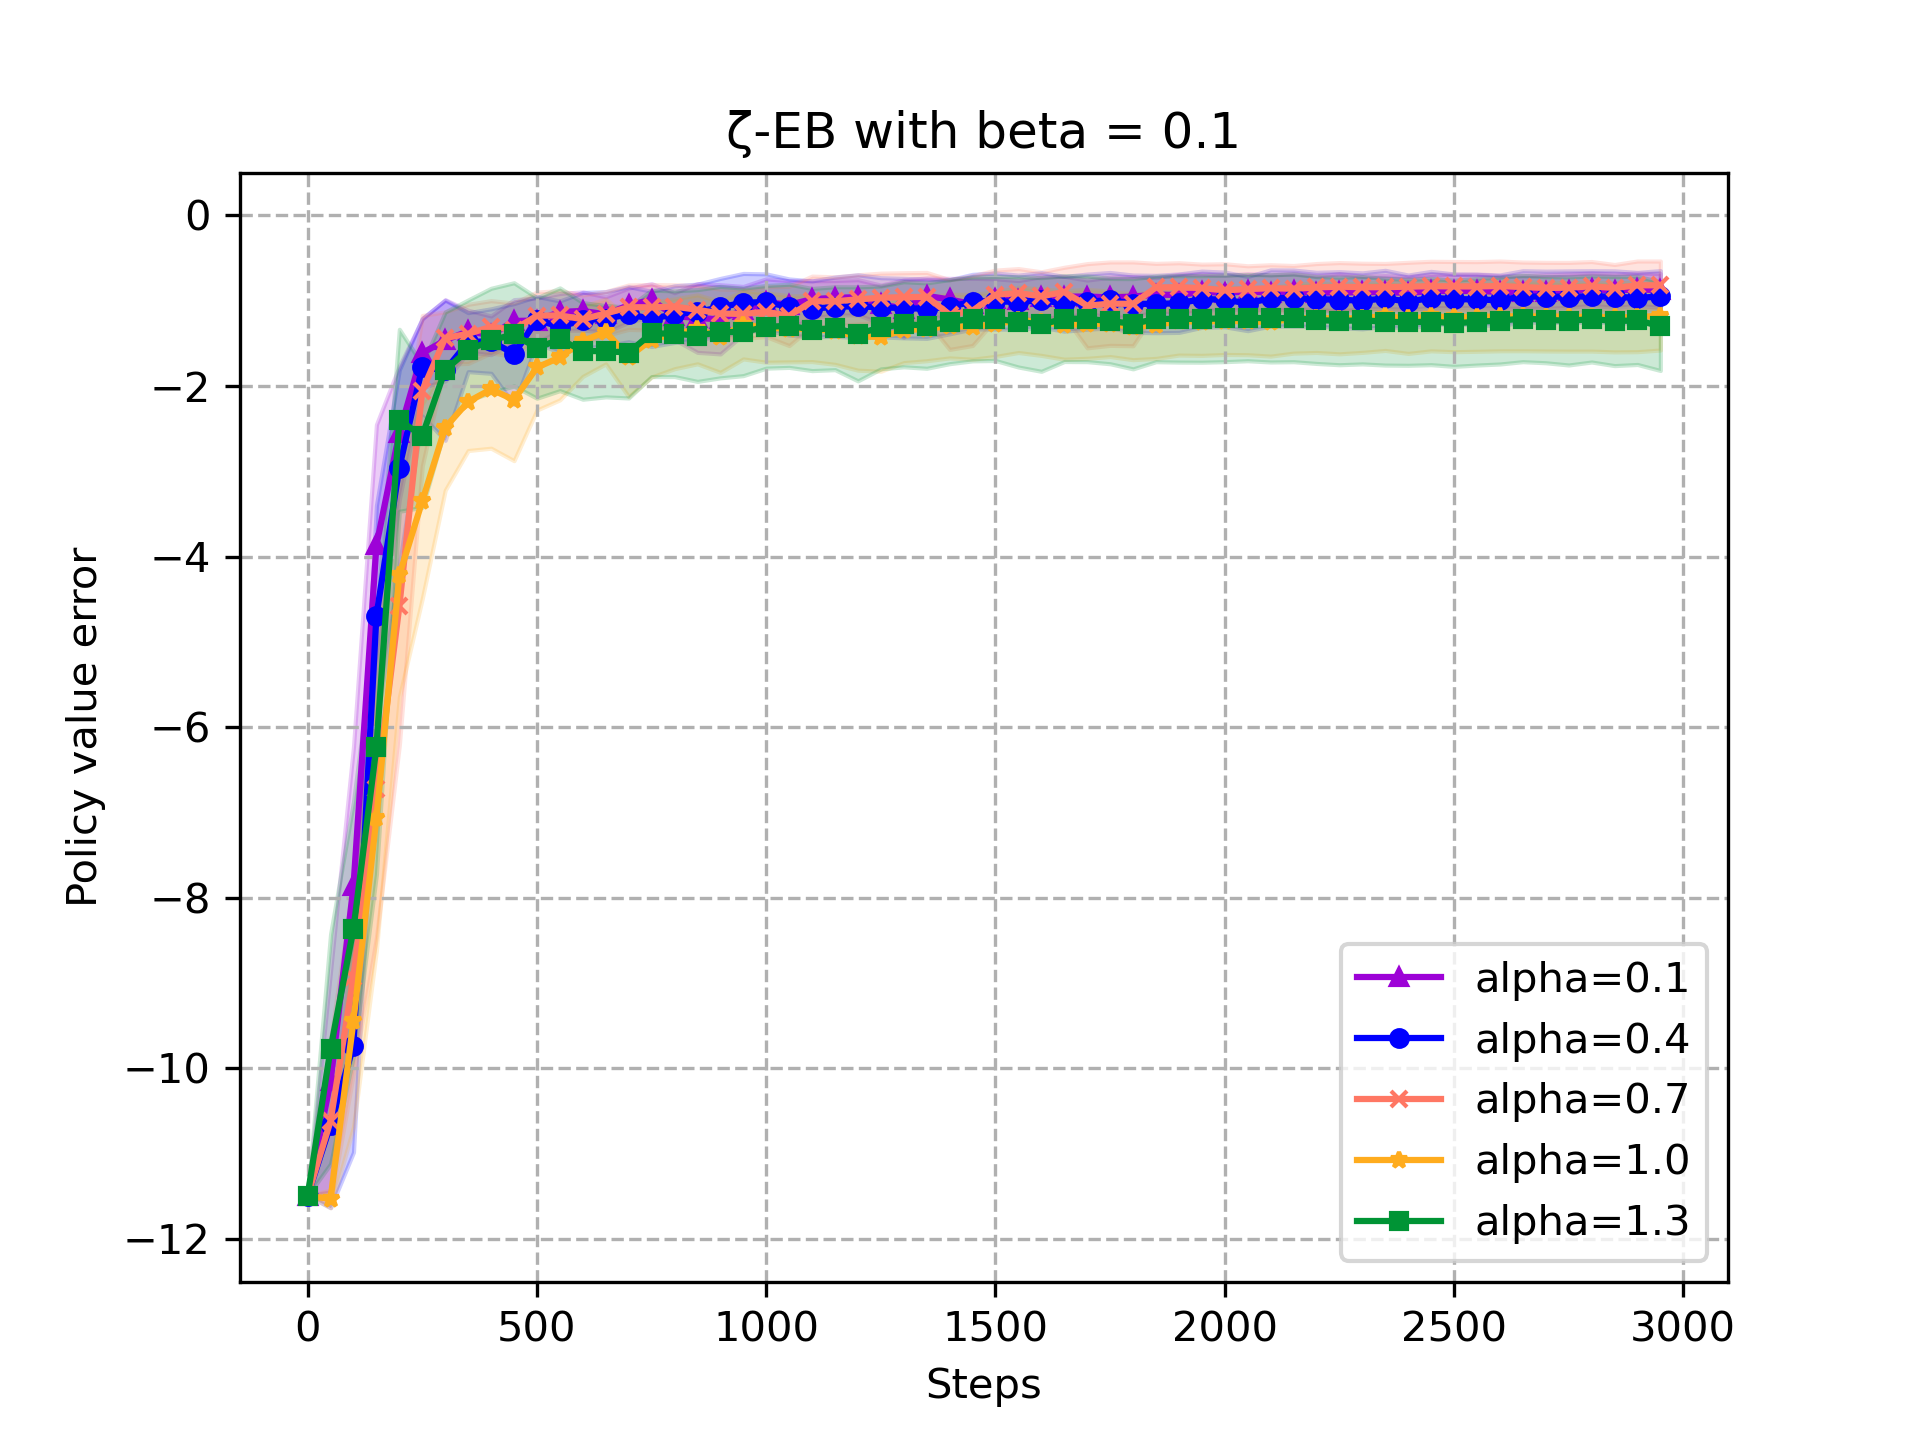 ζ-EB with beta = 0.1
Policy value error
0
−2
−4
−6
−8
−10
−12
0 500 1000 1500 2000 2500 3000
Steps
alpha=0.1
alpha=0.4
alpha=0.7
alpha=1.0
alpha=1.3